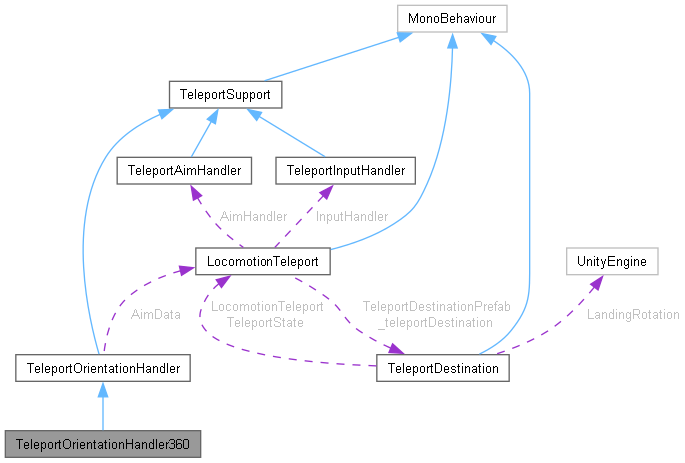 MonoBehaviour
TeleportSupport
TeleportAimHandler
TeleportInputHandler
AimHandler
InputHandler
LocomotionTeleport
UnityEngine
AimData
LocomotionTeleport
TeleportState
TeleportDestinationPrefab
_teleportDestination
LandingRotation
TeleportOrientationHandler
TeleportDestination
TeleportOrientationHandler360